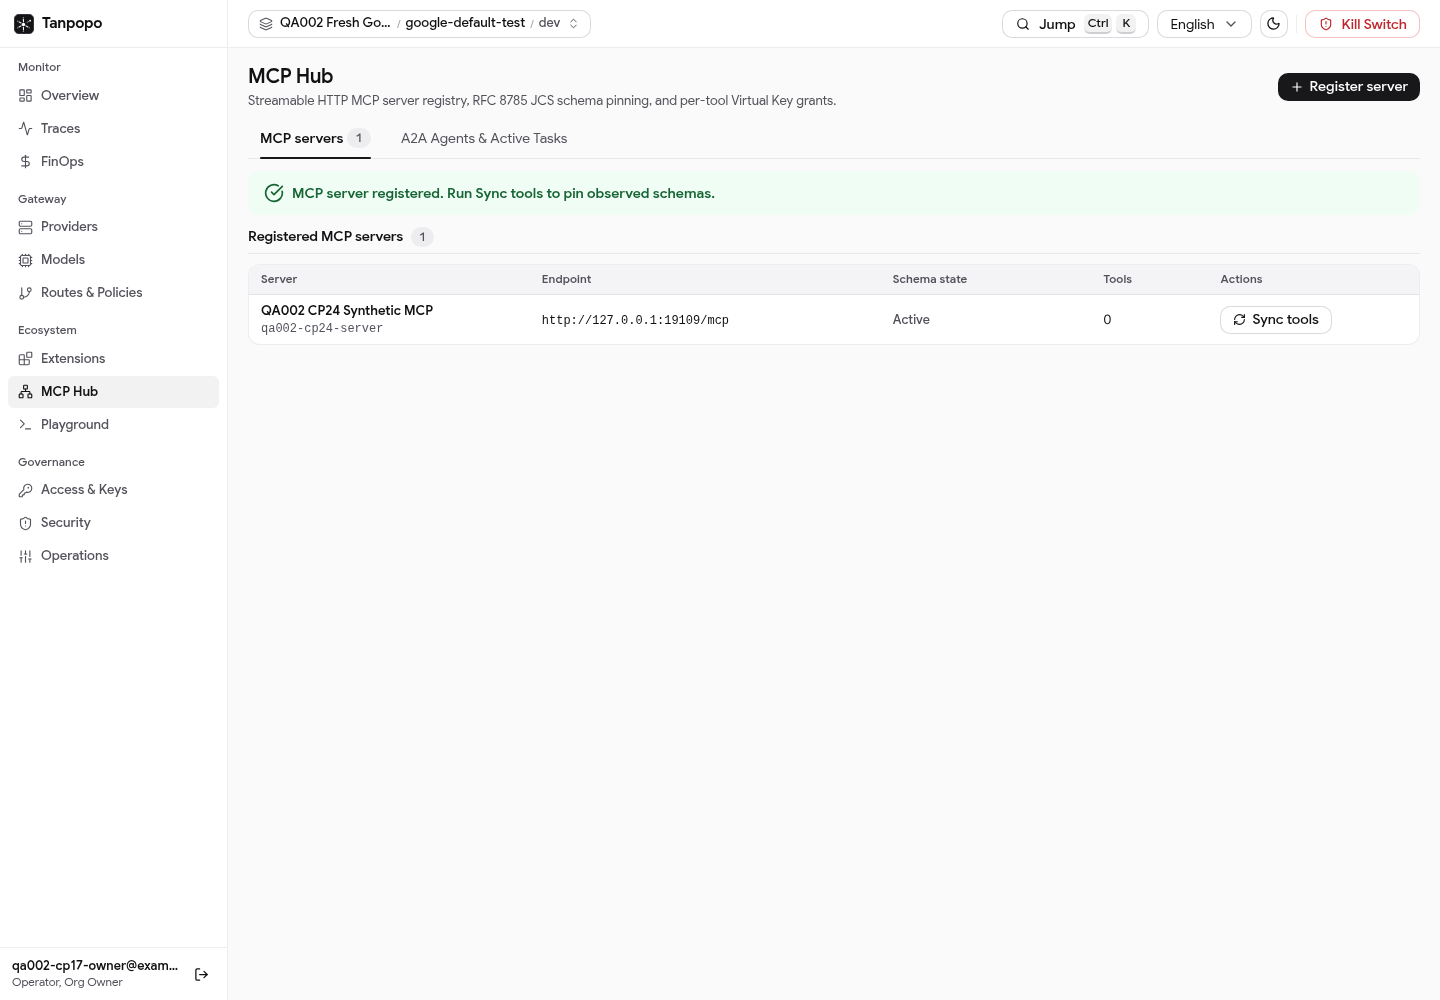 Tanpopo
QA002 Fresh Go... / google-default-test / dev
Jump Ctrl K
English
Kill Switch
Monitor
Overview
Traces
FinOps
Gateway
Providers
Models
Routes & Policies
Ecosystem
Extensions
MCP Hub
Playground
Governance
Access & Keys
Security
Operations
qa002-cp17-owner@exam...
Operator, Org Owner
MCP Hub
Streamable HTTP MCP server registry, RFC 8785 JCS schema pinning, and per-tool Virtual Key grants.
Register server
MCP servers 1
A2A Agents & Active Tasks
MCP server registered. Run Sync tools to pin observed schemas.
Registered MCP servers 1
Server Endpoint Schema state Tools Actions
QA002 CP24 Synthetic MCP
qa002-cp24-server
http://127.0.0.1:19109/mcp
Active
0
Sync tools